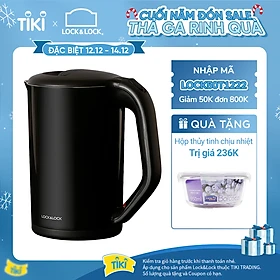 TIKI
LOCK&LOCK
CUỐI NĂM ĐÓN SALE
THẢ GA RINH QUÀ
ĐẶC BIỆT 12.12 - 14.12
NHẬP MÃ
LOCKHOT1222
Giảm 50K đơn 800K
QUÀ TẶNG
Hộp thủy tinh chịu nhiệt
Trị giá 236K
LOCK&LOCK
TIKI
Kiểm tra giỏ hàng trước khi thanh toán nhé.
Áp dụng cho sản phẩm Lock&Lock thuộc TIKI TRADING.
Số lượng quà tặng và Coupon có hạn.